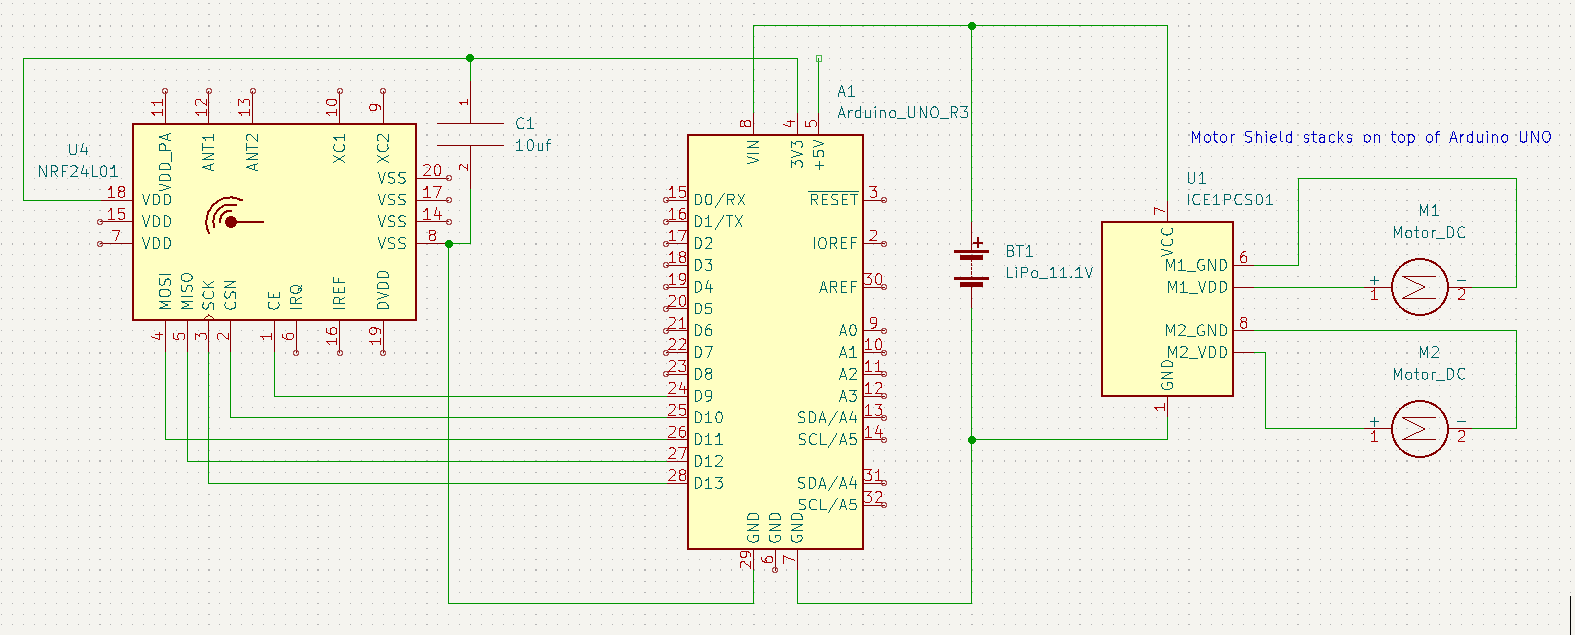 U4
NRF24L01
11
12
13
10
9
VDD_PA
ANT1
ANT2
XC1
XC2
18
VDD
15
VDD
7
VDD
VSS
20
VSS
17
VSS
14
VSS
8
MOSI
MISO
SCK
CSN
CE
IRQ
IREF
DVDD
4
5
3
2
1
6
16
19
1
C1
10uf
2
A1
Arduino_UNO_R3
8
4
5
VIN
3V3
+5V
15
D0/RX
16
D1/TX
17
D2
18
D3
19
D4
20
D5
21
D6
22
D7
23
D8
24
D9
25
D10
26
D11
27
D12
28
D13
RESET
3
IOREF
2
AREF
30
A0
9
A1
10
A2
11
A3
12
SDA/A4
13
SCL/A5
14
SDA/A4
31
SCL/A5
32
GND
GND
GND
29
6
7
+
BT1
LiPo_11.1V
Motor Shield stacks on top of Arduino UNO
U1
ICE1PCS01
7
VCC
M1_GND
6
M1_VDD
M2_GND
8
M2_VDD
GND
1
M1
Motor_DC
+
1
-
2
M2
Motor_DC
+
1
-
2